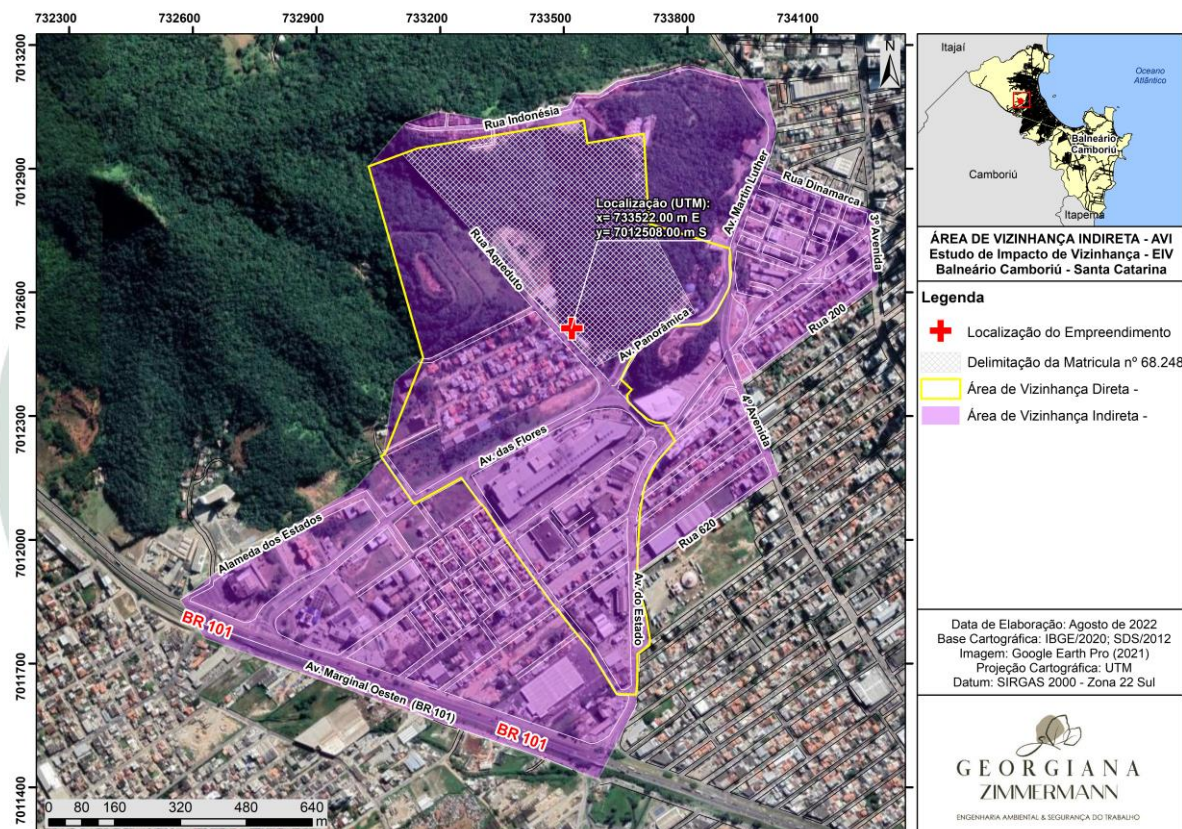 732300 732600 732900 733200 733500 733800 734100
7013200
7012900
7012600
7012300
7012000
7011700
7011400
N
Rua Indonésia
Av. Martin Luther
Rua Dinamarca
3º Avenida
Localização (UTM):
x= 733522.00 m E
y= 7012508.00 m S
Rua Aqueduto
Av. Panorâmica
Rua 200
4º Avenida
Av. das Flores
Alameda dos Estados
Rua 620
Av. do Estado
BR 101
Av. Marginal Oesten (BR 101)
BR 101
0 80 160 320 480 640
m
Itajaí
Oceano
Atlântico
Balneário
Camboriú
Camboriú
Itapema
ÁREA DE VIZINHANÇA INDIRETA - AVI
Estudo de Impacto de Vizinhança - EIV
Balneário Camboriú - Santa Catarina
Legenda
Localização do Empreendimento
Delimitação da Matricula nº 68.248
Área de Vizinhança Direta -
Área de Vizinhança Indireta -
Data de Elaboração: Agosto de 2022
Base Cartográfica: IBGE/2020; SDS/2012
Imagem: Google Earth Pro (2021)
Projeção Cartográfica: UTM
Datum: SIRGAS 2000 - Zona 22 Sul
GEORGIANA
ZIMMERMANN
ENGENHARIA AMBIENTAL & SEGURANÇA DO TRABALHO